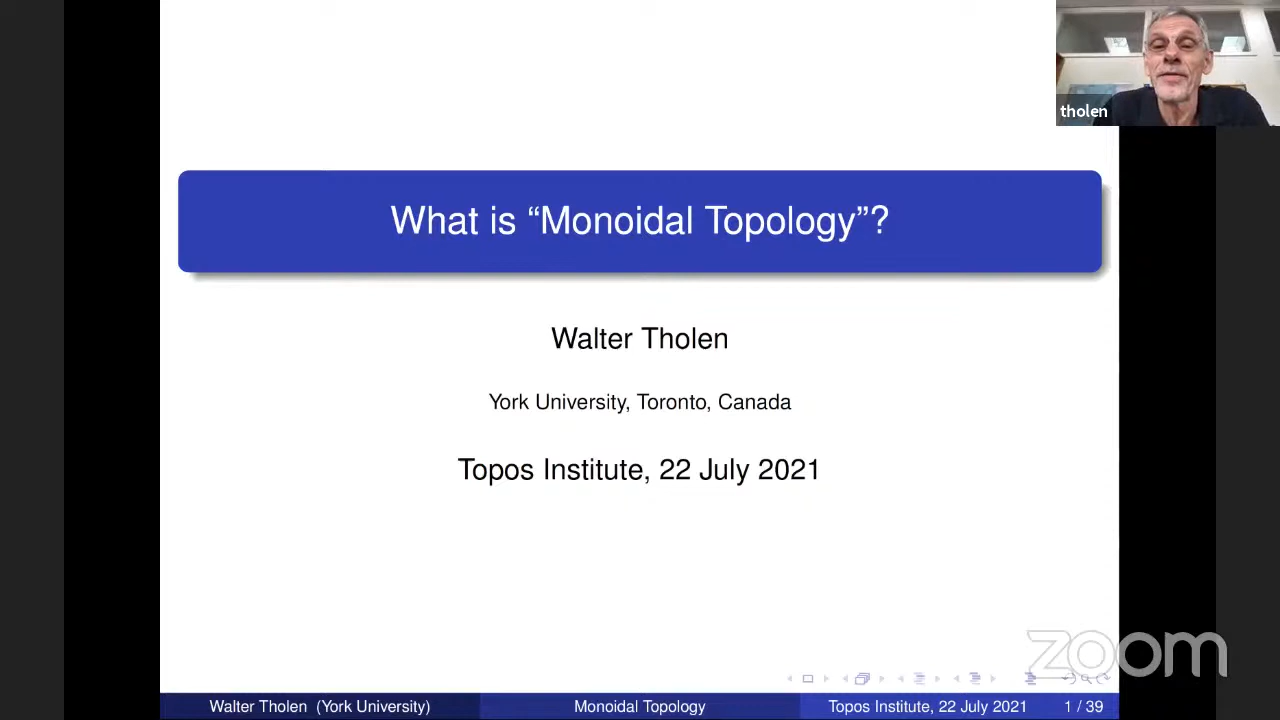 tholen
What is “Monoidal Topology”?
Walter Tholen
York University, Toronto, Canada
Topos Institute, 22 July 2021
zoom
Walter Tholen (York University) Monoidal Topology Topos Institute, 22 July 2021 1 / 39